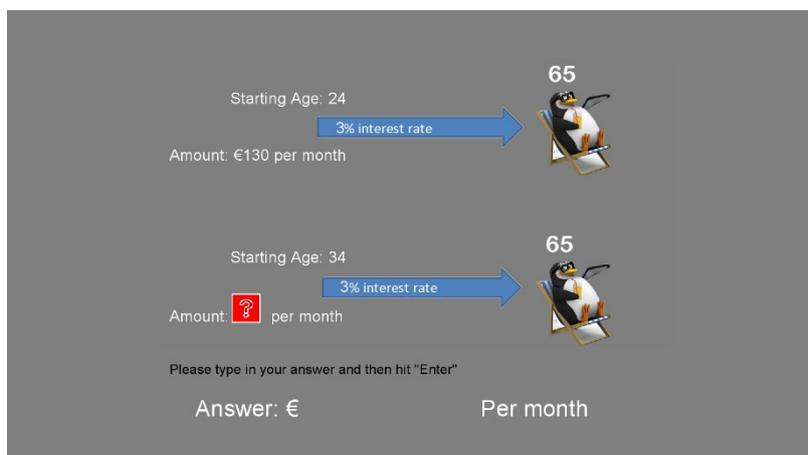 65
Starting Age: 24
3% interest rate
Amount: €130 per month
65
Starting Age: 34
3% interest rate
Amount: ? per month
Please type in your answer and then hit "Enter"
Answer: € Per month